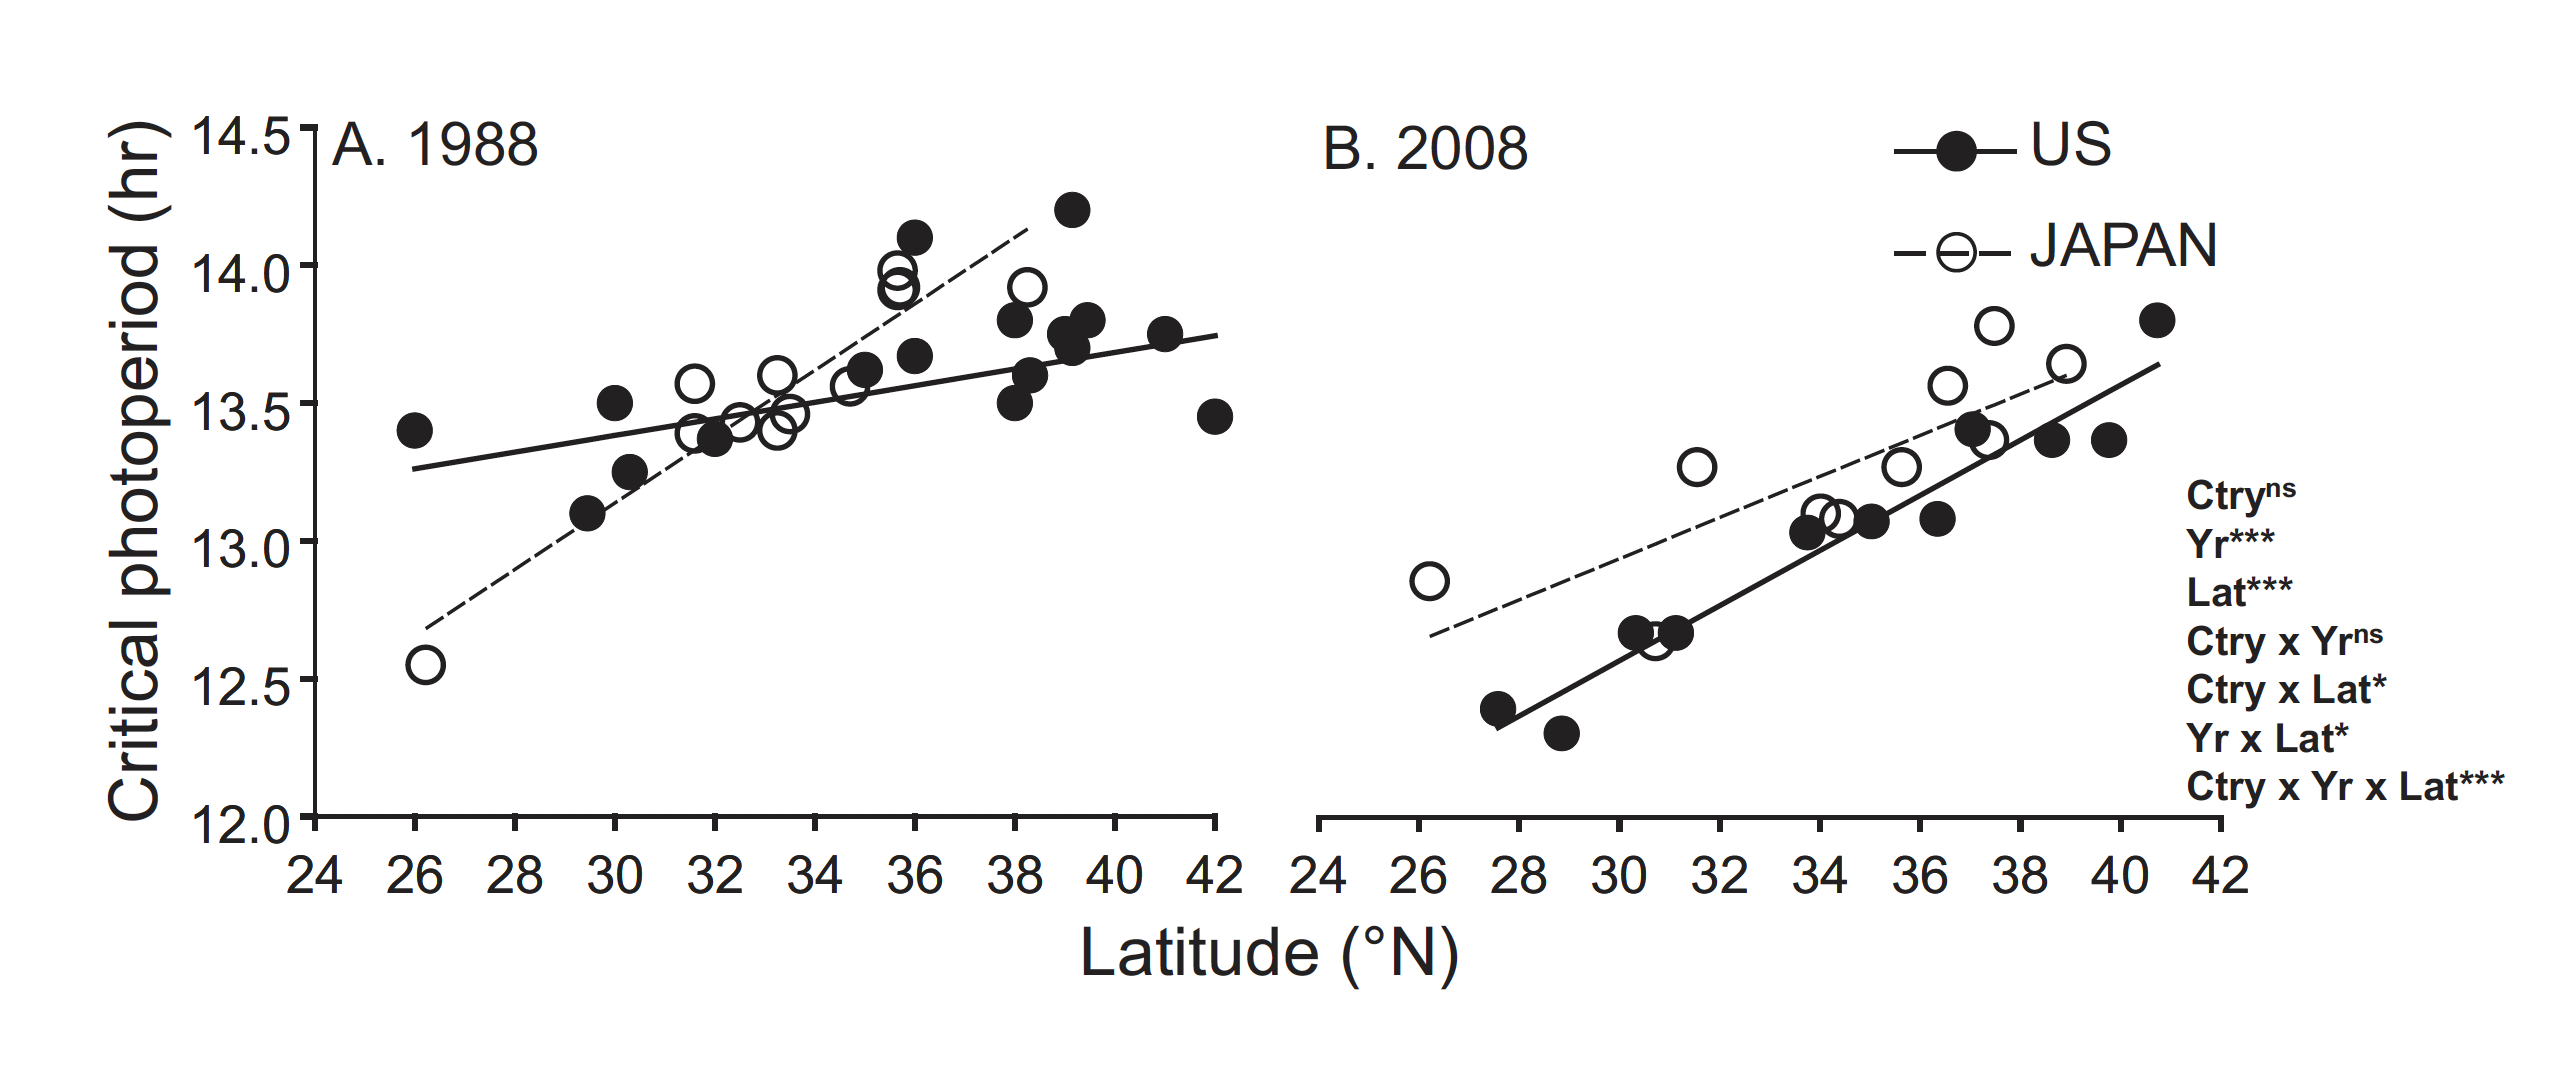 A. 1988
B. 2008
US
JAPAN
Critical photoperiod (hr)
14.5
14.0
13.5
13.0
12.5
12.0
24 26 28 30 32 34 36 38 40 42
24 26 28 30 32 34 36 38 40 42
Latitude (°N)
Ctryⁿˢ
Yr***
Lat***
Ctry x Yrⁿˢ
Ctry x Lat*
Yr x Lat*
Ctry x Yr x Lat***